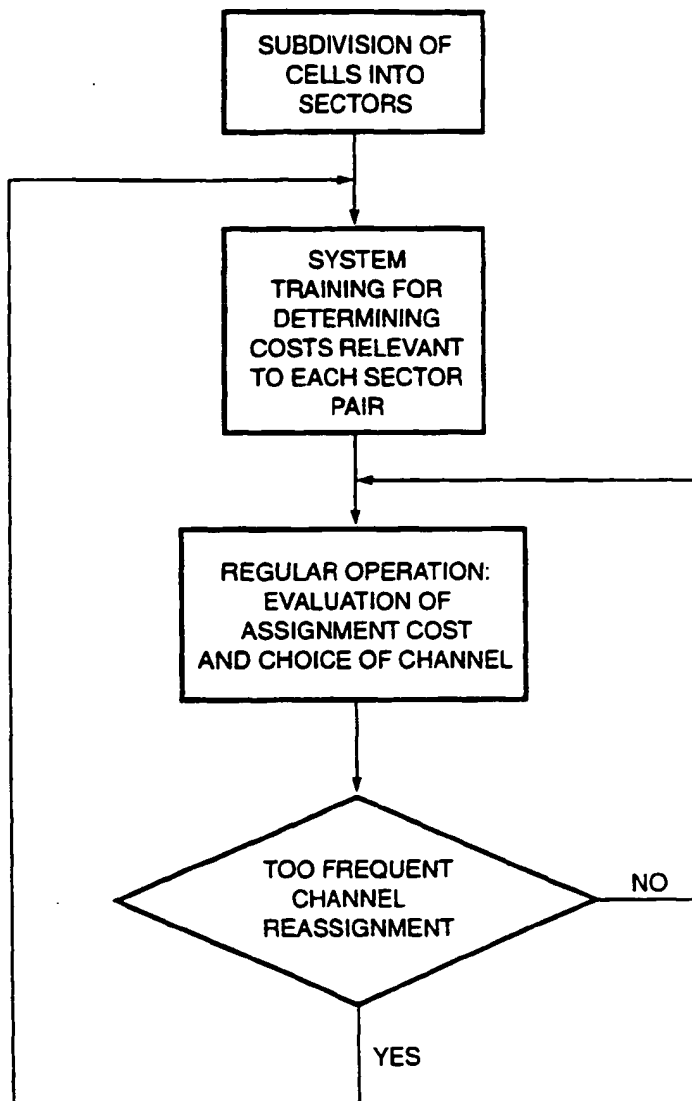 SUBDIVISION OF
CELLS INTO
SECTORS
SYSTEM
TRAINING FOR
DETERMINING
COSTS RELEVANT
TO EACH SECTOR
PAIR
REGULAR OPERATION:
EVALUATION OF
ASSIGNMENT COST
AND CHOICE OF CHANNEL
TOO FREQUENT
CHANNEL
REASSIGNMENT
NO
YES